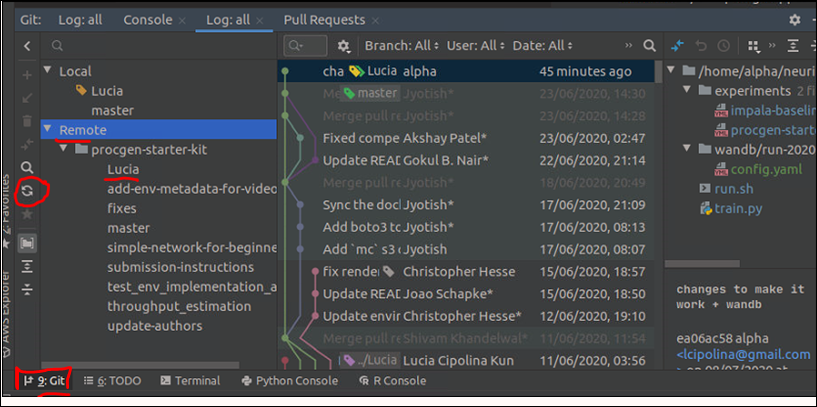 application
Git: Log: all Console × Log: all × Pull Requests ×
Branch: All User: All Date: All
Local
Lucia
master
Remote
procgen-starter-kit
Lucia
add-env-metadata-for-video
fixes
master
simple-network-for-beginne
submission-instructions
test_env_implementation_a
throughput_estimation
update-authors
cha Lucia alpha 45 minutes ago
Merge master Jyotish* 23/06/2020, 14:30
Merge pull re Jyotish* 23/06/2020, 14:28
Fixed compe Akshay Patel* 23/06/2020, 02:47
Update READ Gokul B. Nair* 22/06/2020, 21:14
Merge pull re Jyotish* 18/06/2020, 20:49
Sync the doc Jyotish* 17/06/2020, 21:09
Add boto3 to Jyotish* 17/06/2020, 08:13
Add `mc` s3 c Jyotish 17/06/2020, 08:07
fix render Christopher Hesse 15/06/2020, 18:57
Update READ Joao Schapke* 15/06/2020, 18:50
Update envir Christopher Hesse* 12/06/2020, 19:10
Merge pull re Shivam Khandelwal* 11/06/2020, 11:54
../Lucia Lucia Cipolina Kun 11/06/2020, 03:56
/home/alpha/neuri
experiments 2 fi
impala-baselin
procgen-starte
wandb/run-2020
config.yaml
run.sh
train.py
changes to make it
work + wandb
ea06ac58 alpha
<lcipolina@gmail.com
on 08/07/2020 at
2: Favorites
AWS Explorer
9: Git 6: TODO Terminal Python Console R Console